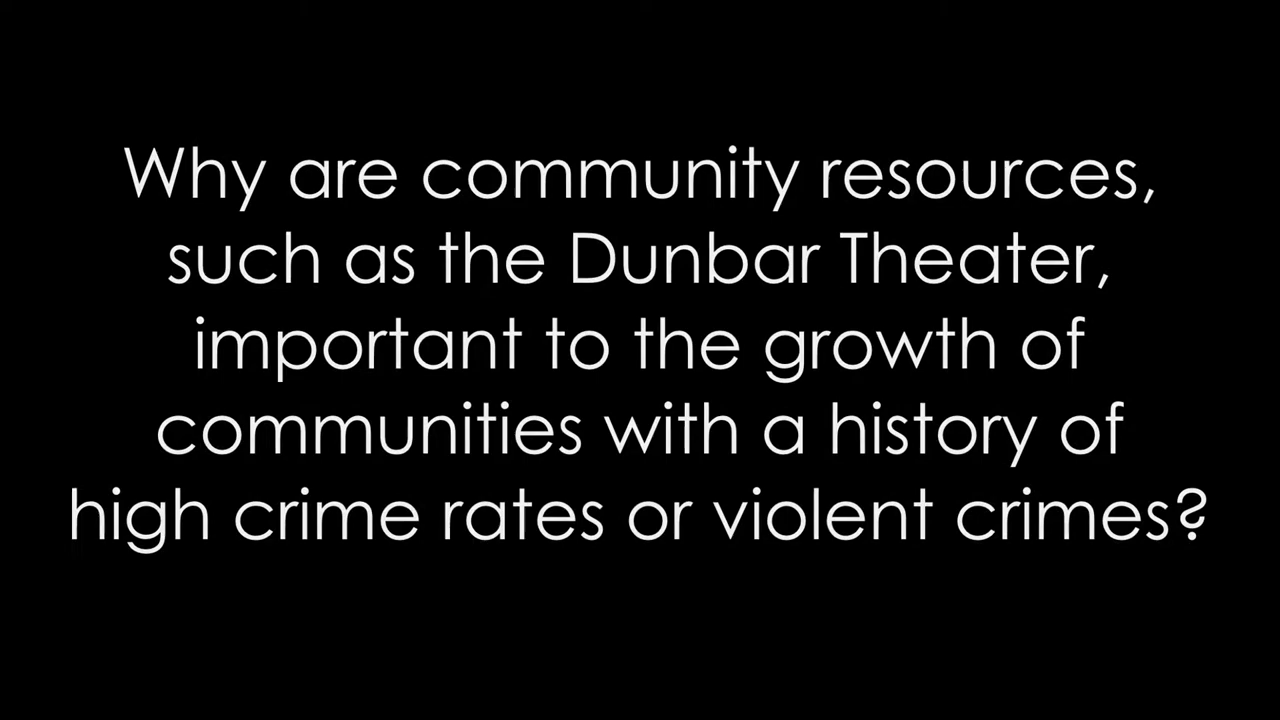 Why are community resources,
such as the Dunbar Theater,
important to the growth of
communities with a history of
high crime rates or violent crimes?